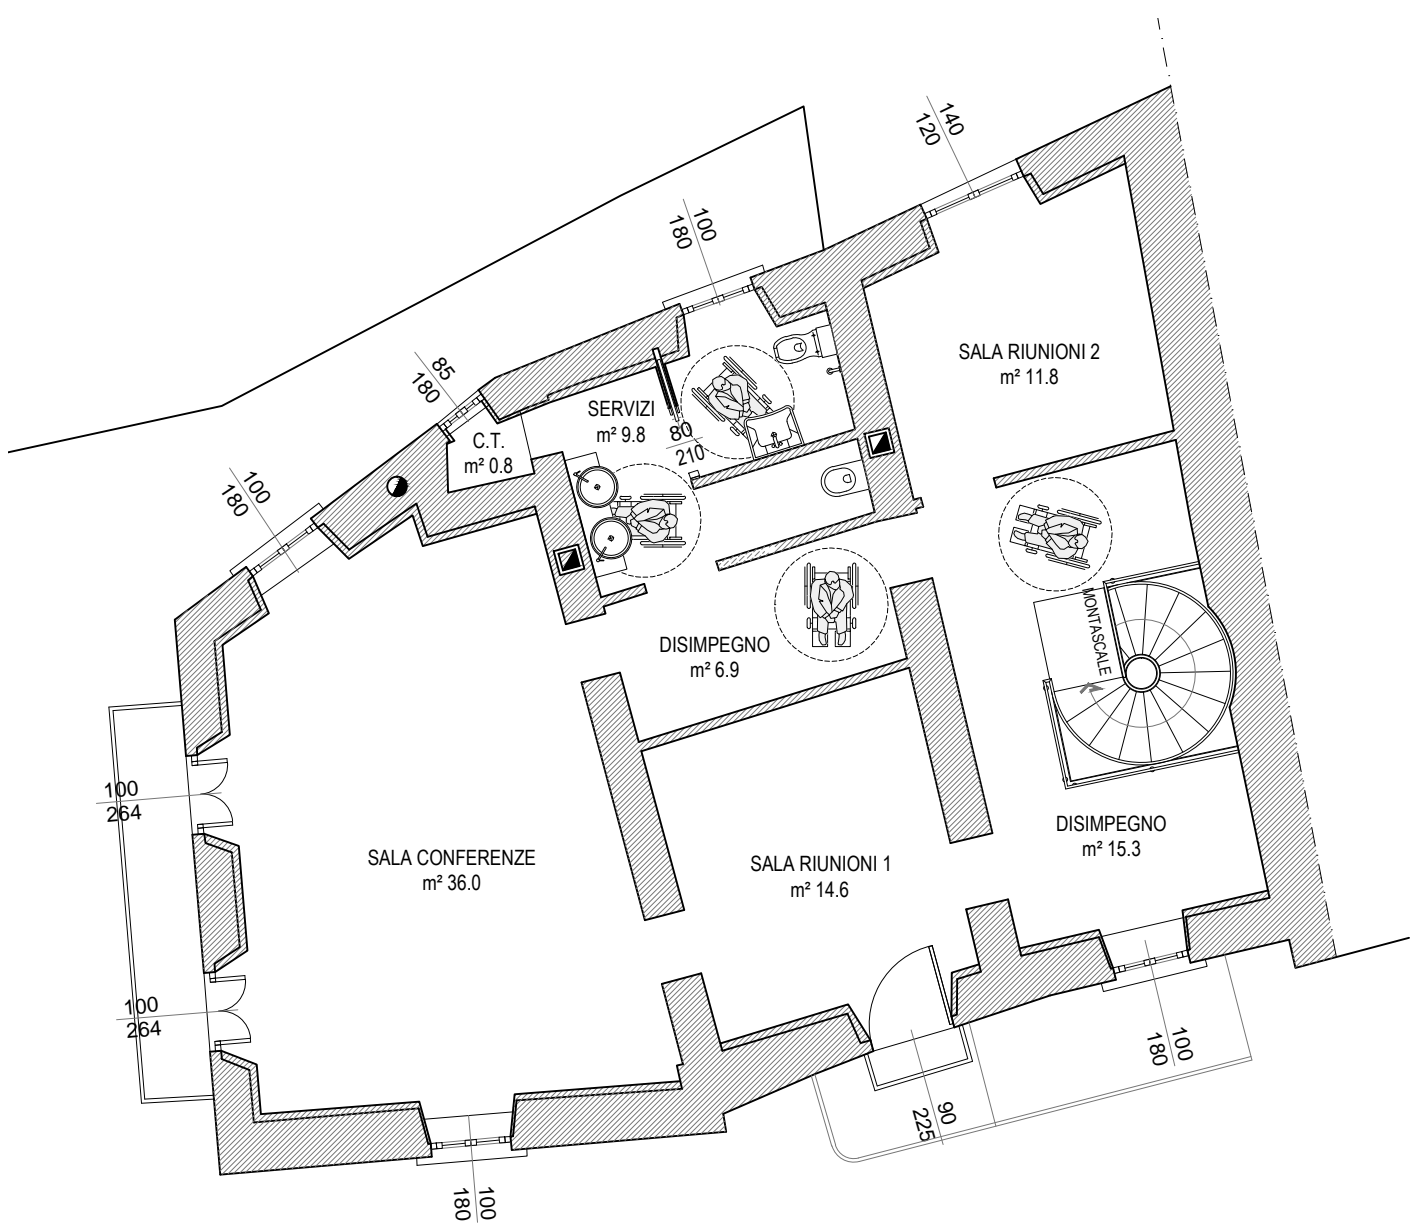 140
120
100
180
85
180
100
180
SALA RIUNIONI 2
m² 11.8
SERVIZI
m² 9.8
80
210
C.T.
m² 0.8
MONTASCALE
DISIMPEGNO
m² 6.9
100
264
SALA CONFERENZE
m² 36.0
SALA RIUNIONI 1
m² 14.6
DISIMPEGNO
m² 15.3
100
264
100
180
90
225
100
180